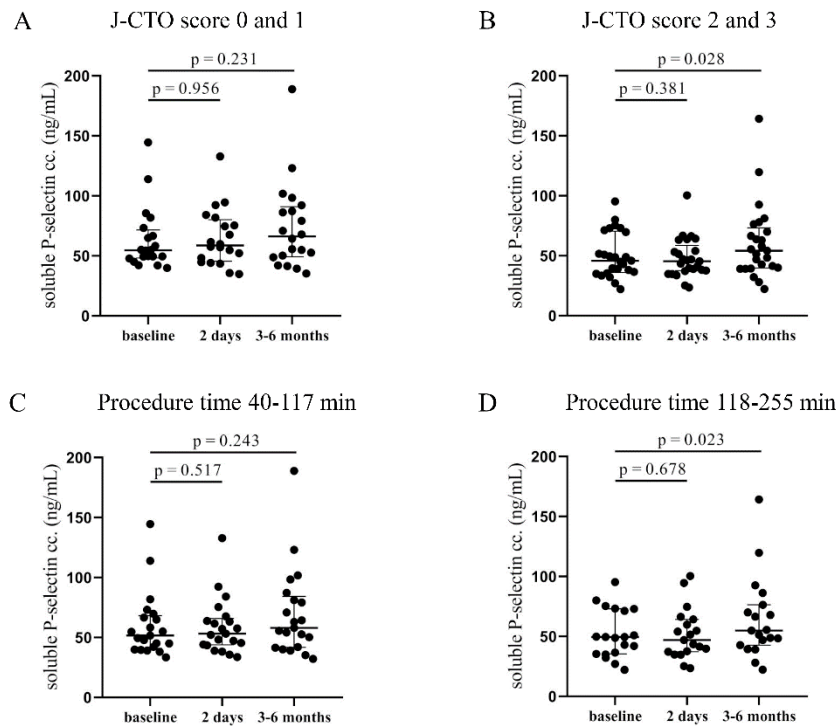 A J-CTO score 0 and 1
p = 0.231
p = 0.956
soluble P-selectin cc. (ng/mL)
200
150
100
50
0
baseline 2 days 3-6 months
B J-CTO score 2 and 3
p = 0.028
p = 0.381
soluble P-selectin cc. (ng/mL)
200
150
100
50
0
baseline 2 days 3-6 months
C Procedure time 40-117 min
p = 0.243
p = 0.517
soluble P-selectin cc. (ng/mL)
200
150
100
50
0
baseline 2 days 3-6 months
D Procedure time 118-255 min
p = 0.023
p = 0.678
soluble P-selectin cc. (ng/mL)
200
150
100
50
0
baseline 2 days 3-6 months